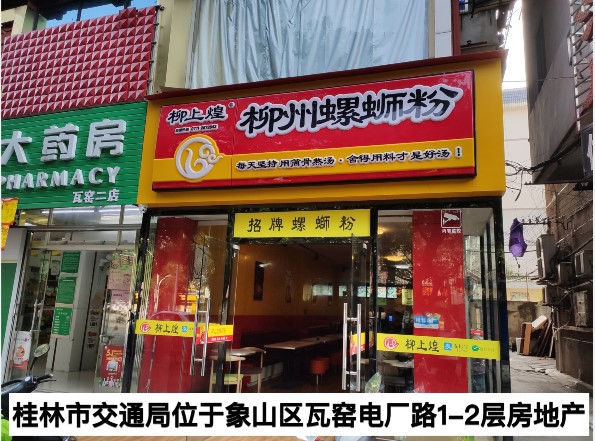 柳上煌
柳州螺蛳粉
每天坚持用筒骨熬汤·舍得用料才是好汤！
大药房
PHARMACY
瓦窑二店
招牌螺蛳粉
柳上煌
柳上煌
桂林市交通局位于象山区瓦窑电厂路1-2层房地产